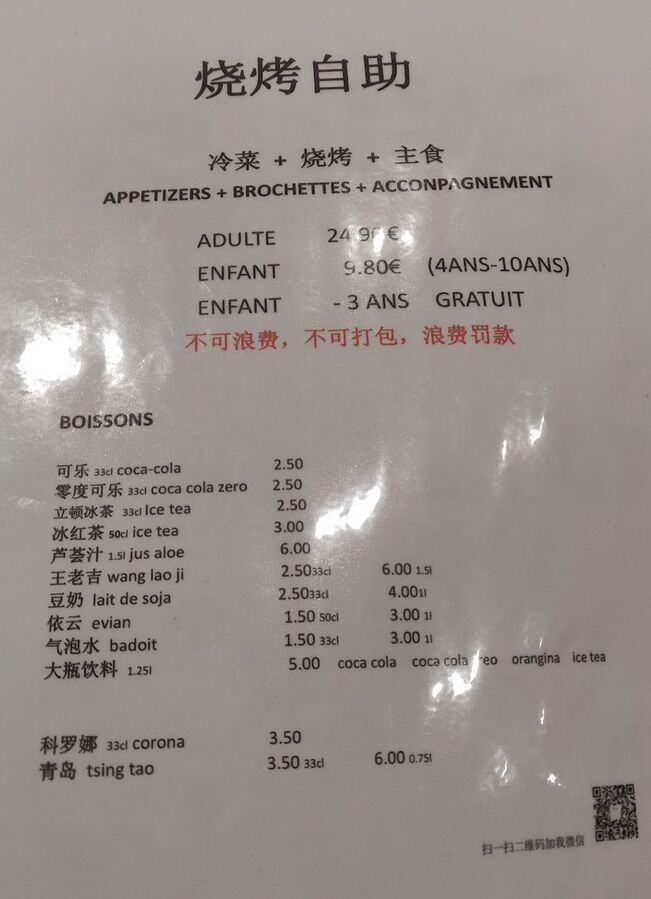 烧烤自助
冷菜 + 烧烤 + 主食
APPETIZERS + BROCHETTES + ACCONPAGNEMENT
ADULTE 24.90€
ENFANT 9.80€ (4ANS-10ANS)
ENFANT - 3 ANS GRATUIT
不可浪费，不可打包，浪费罚款
BOISSONS
可乐 33cl coca-cola 2.50
零度可乐 33cl coca cola zero 2.50
立顿冰茶 33cl Ice tea 2.50
冰红茶 50cl ice tea 3.00
芦荟汁 1.5l jus aloe 6.00
王老吉 wang lao ji 2.50 33cl 6.00 1.5l
豆奶 lait de soja 2.50 33cl 4.00 1l
依云 evian 1.50 50cl 3.00 1l
气泡水 badoit 1.50 33cl 3.00 1l
大瓶饮料 1.25l 5.00 coca cola coca cola orangina ice tea
科罗娜 33cl corona 3.50
青岛 tsing tao 3.50 33cl 6.00 0.75l
扫一扫二维码加我微信